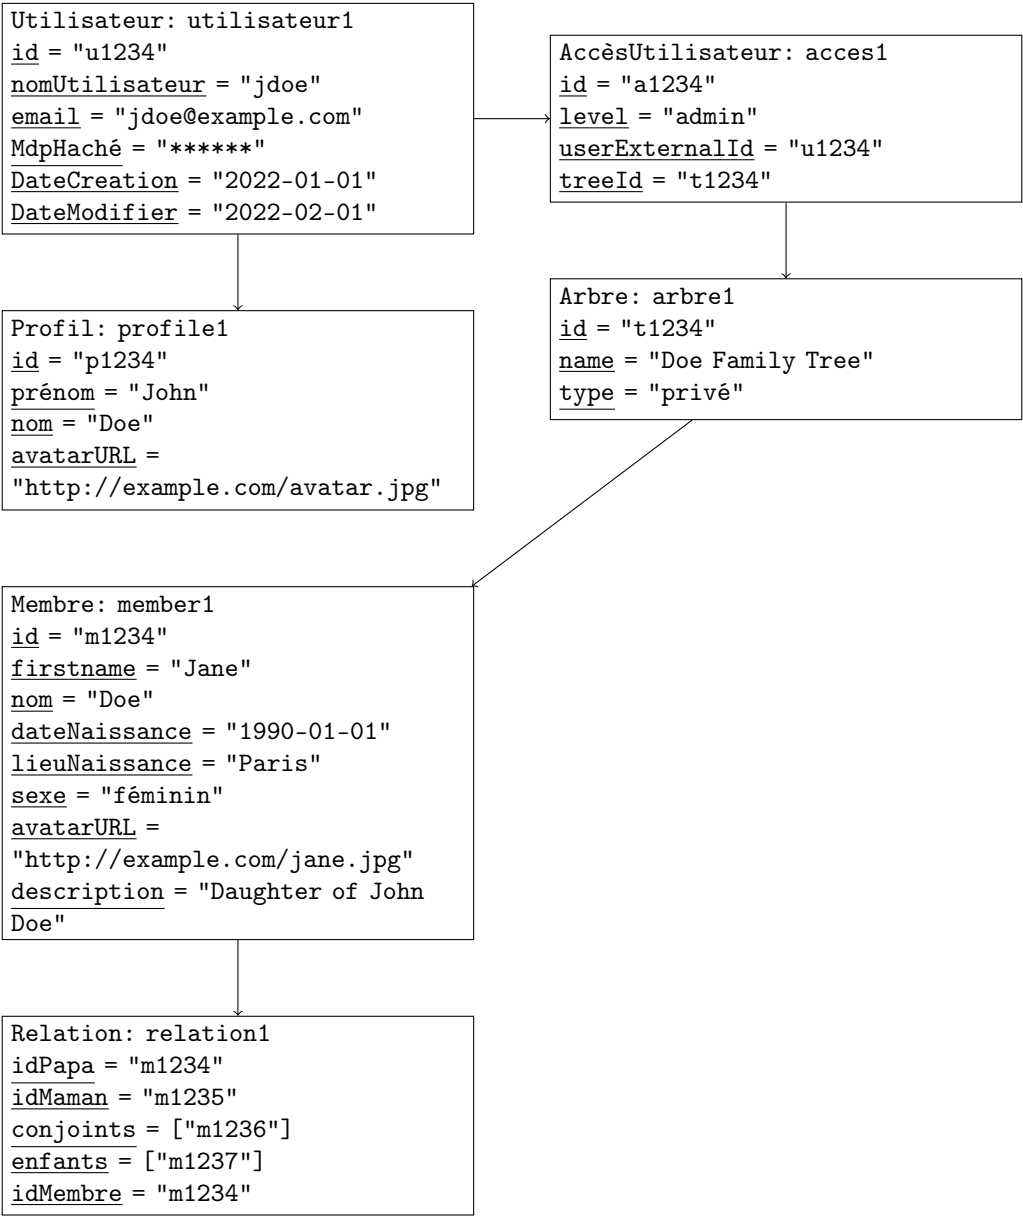 Utilisateur: utilisateur1
id = "u1234"
nomUtilisateur = "jdoe"
email = "jdoe@example.com"
MdpHaché = "******"
DateCreation = "2022-01-01"
DateModifier = "2022-02-01"
AccèsUtilisateur: acces1
id = "a1234"
level = "admin"
userExternalId = "u1234"
treeId = "t1234"
Profil: profile1
id = "p1234"
prénom = "John"
nom = "Doe"
avatarURL =
"http://example.com/avatar.jpg"
Arbre: arbre1
id = "t1234"
name = "Doe Family Tree"
type = "privé"
Membre: member1
id = "m1234"
firstname = "Jane"
nom = "Doe"
dateNaissance = "1990-01-01"
lieuNaissance = "Paris"
sexe = "féminin"
avatarURL =
"http://example.com/jane.jpg"
description = "Daughter of John
Doe"
Relation: relation1
idPapa = "m1234"
idMaman = "m1235"
conjoints = ["m1236"]
enfants = ["m1237"]
idMembre = "m1234"